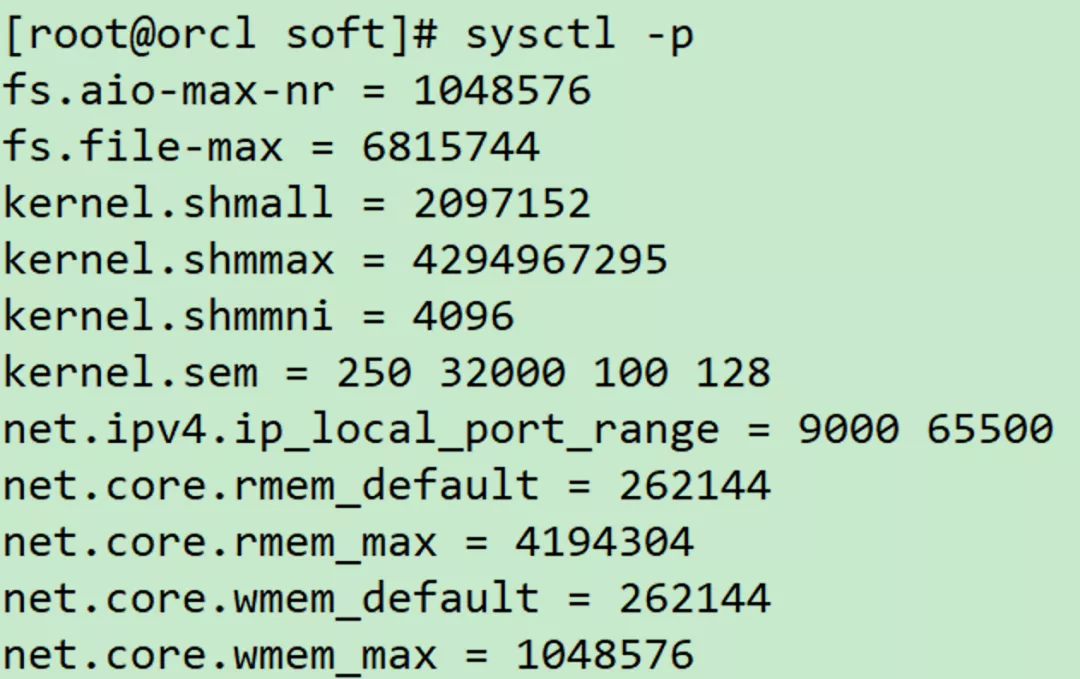 [root@orcl soft]# sysctl -p
fs.aio-max-nr = 1048576
fs.file-max = 6815744
kernel.shmall = 2097152
kernel.shmmax = 4294967295
kernel.shmmni = 4096
kernel.sem = 250 32000 100 128
net.ipv4.ip_local_port_range = 9000 65500
net.core.rmem_default = 262144
net.core.rmem_max = 4194304
net.core.wmem_default = 262144
net.core.wmem_max = 1048576